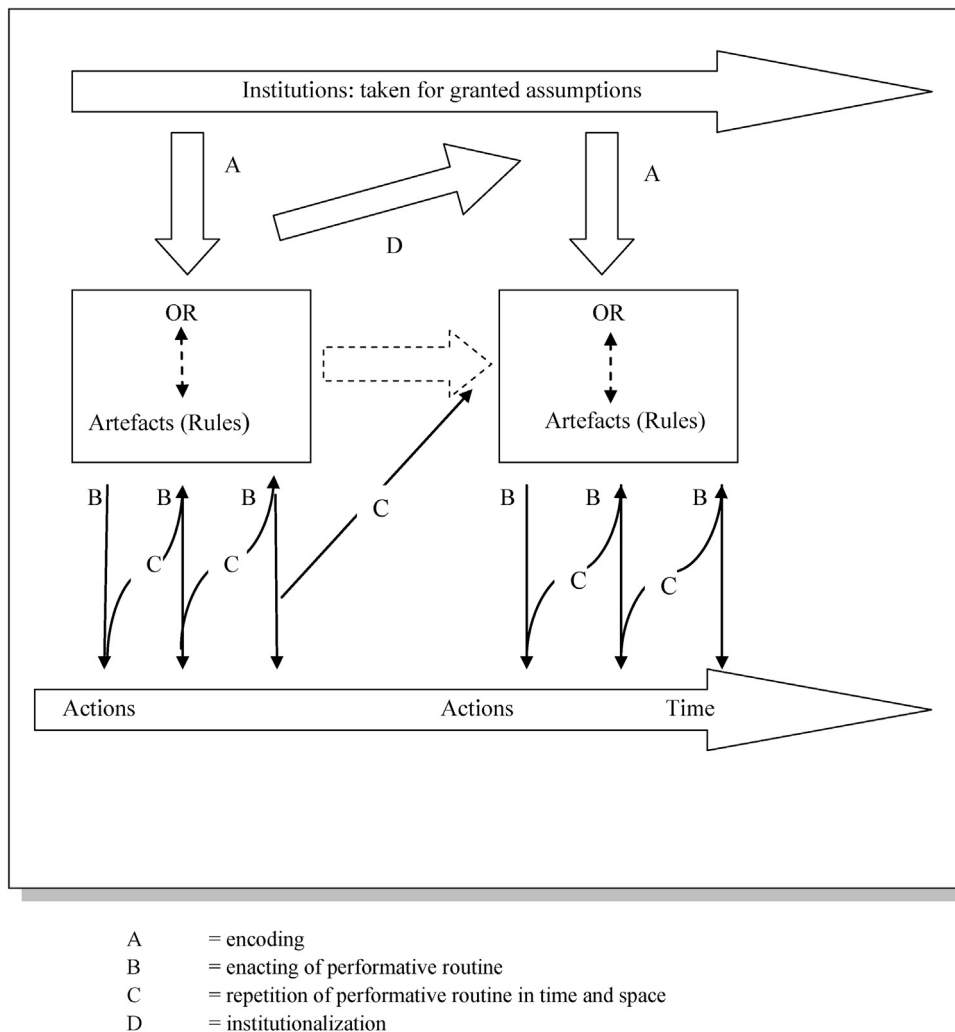 Institutions: taken for granted assumptions
A
A
D
OR
OR
Artefacts (Rules)
Artefacts (Rules)
B
B
B
C
B
B
B
C
C
C
C
Actions
Actions
Time
A = encoding
B = enacting of performative routine
C = repetition of performative routine in time and space
D = institutionalization